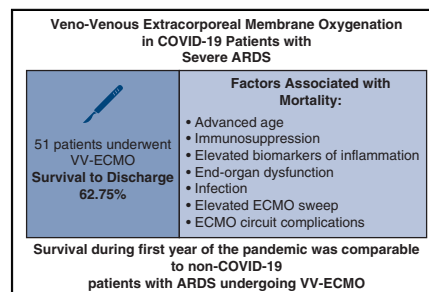 Veno-Venous Extracorporeal Membrane Oxygenation
in COVID-19 Patients with
Severe ARDS
51 patients underwent
VV-ECMO
Survival to Discharge
62.75%
Factors Associated with
Mortality:
• Advanced age
• Immunosuppression
• Elevated biomarkers of inflammation
• End-organ dysfunction
• Infection
• Elevated ECMO sweep
• ECMO circuit complications
Survival during first year of the pandemic was comparable
to non-COVID-19
patients with ARDS undergoing VV-ECMO